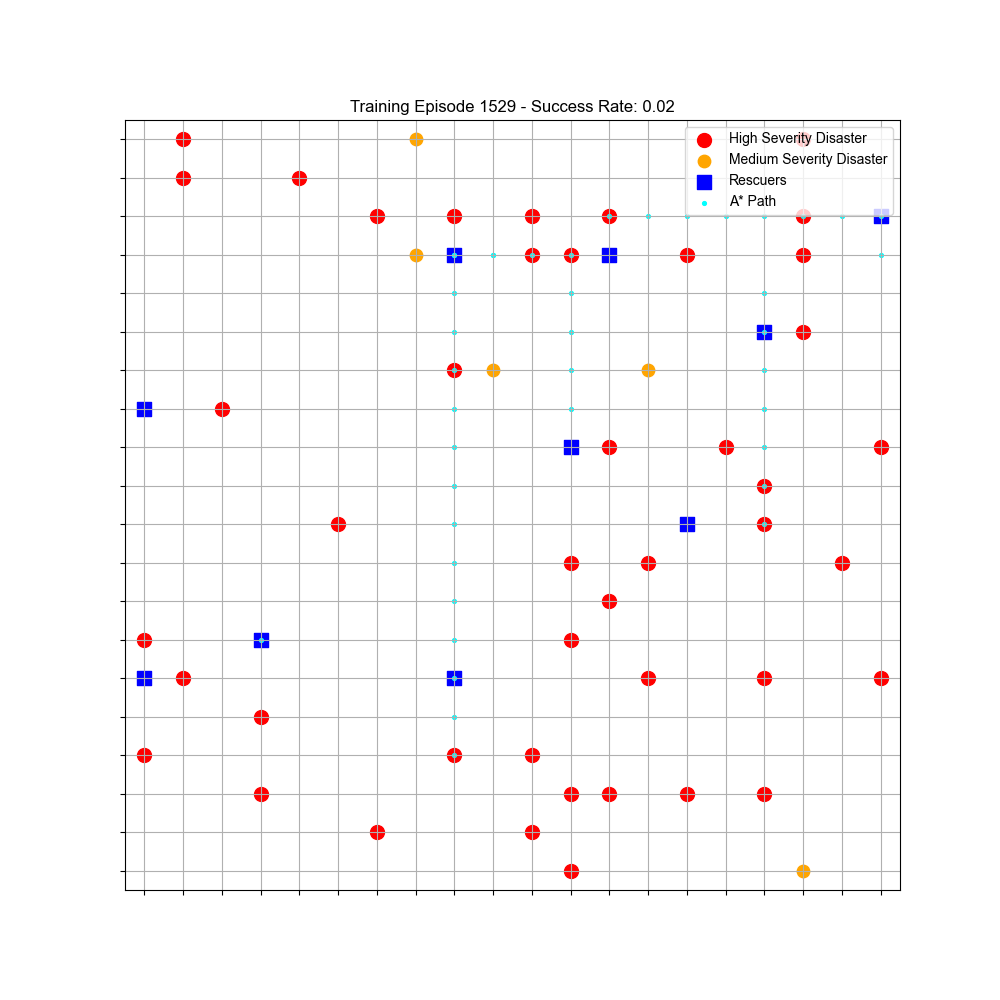 Training Episode 1529 - Success Rate: 0.02
High Severity Disaster
Medium Severity Disaster
Rescuers
A* Path